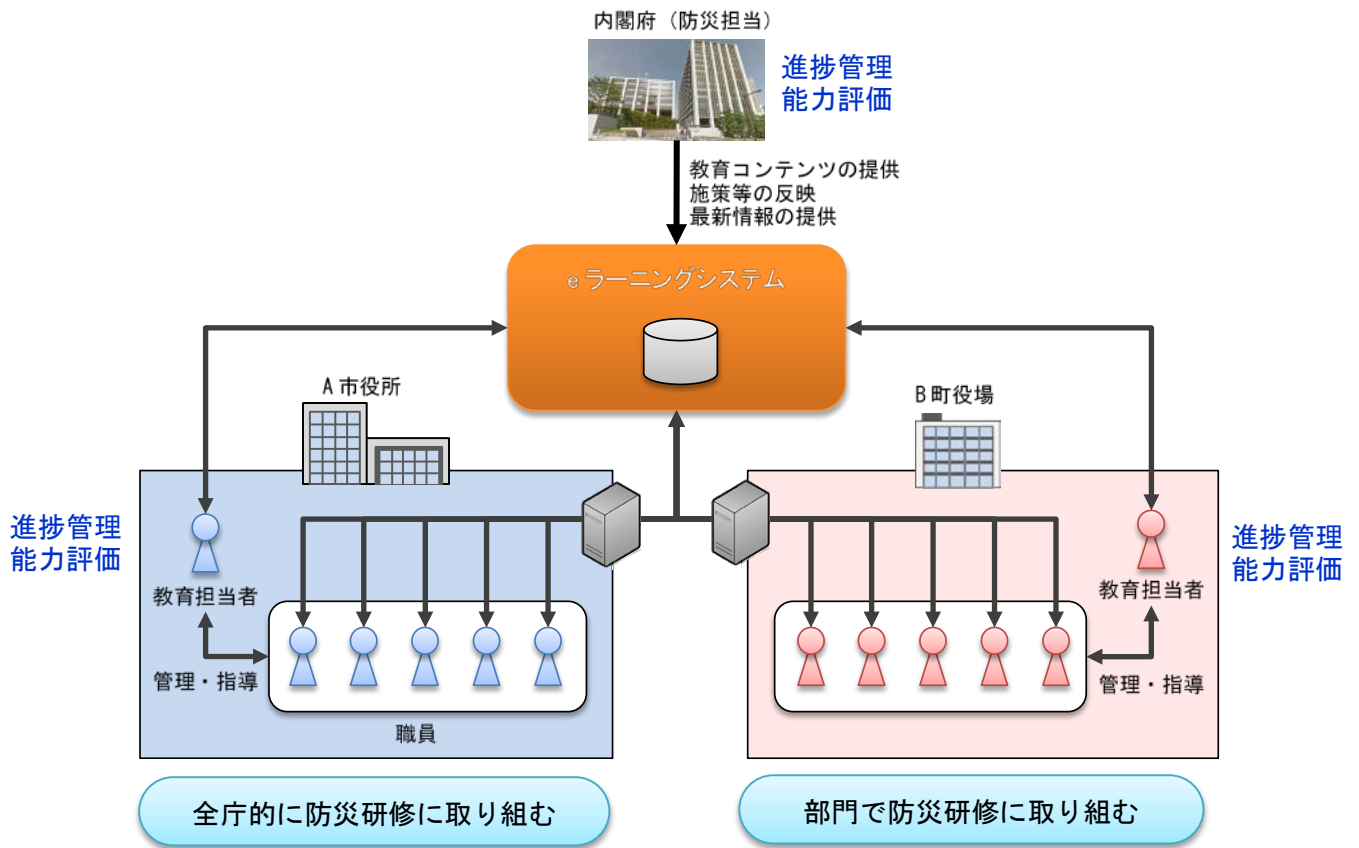 内閣府（防災担当）
進捗管理
能力評価
教育コンテンツの提供
施策等の反映
最新情報の提供
eラーニングシステム
A市役所
B町役場
進捗管理
能力評価
教育担当者
管理・指導
職員
進捗管理
能力評価
教育担当者
管理・指導
全庁的に防災研修に取り組む
部門で防災研修に取り組む